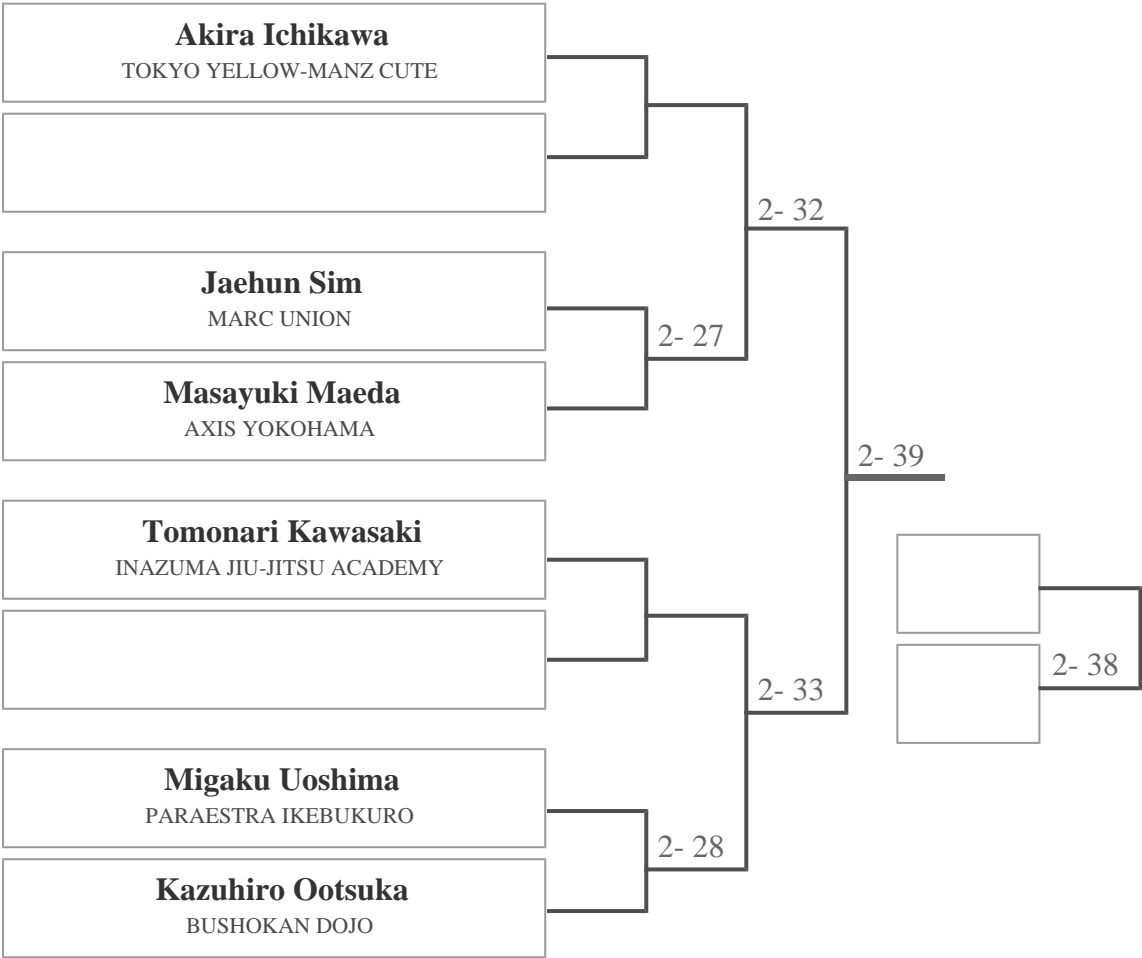 Akira Ichikawa
TOKYO YELLOW-MANZ CUTE
2- 32
Jaehun Sim
MARC UNION
2- 27
Masayuki Maeda
AXIS YOKOHAMA
2- 39
Tomonari Kawasaki
INAZUMA JIU-JITSU ACADEMY
2- 38
2- 33
Migaku Uoshima
PARAESTRA IKEBUKURO
2- 28
Kazuhiro Ootsuka
BUSHOKAN DOJO